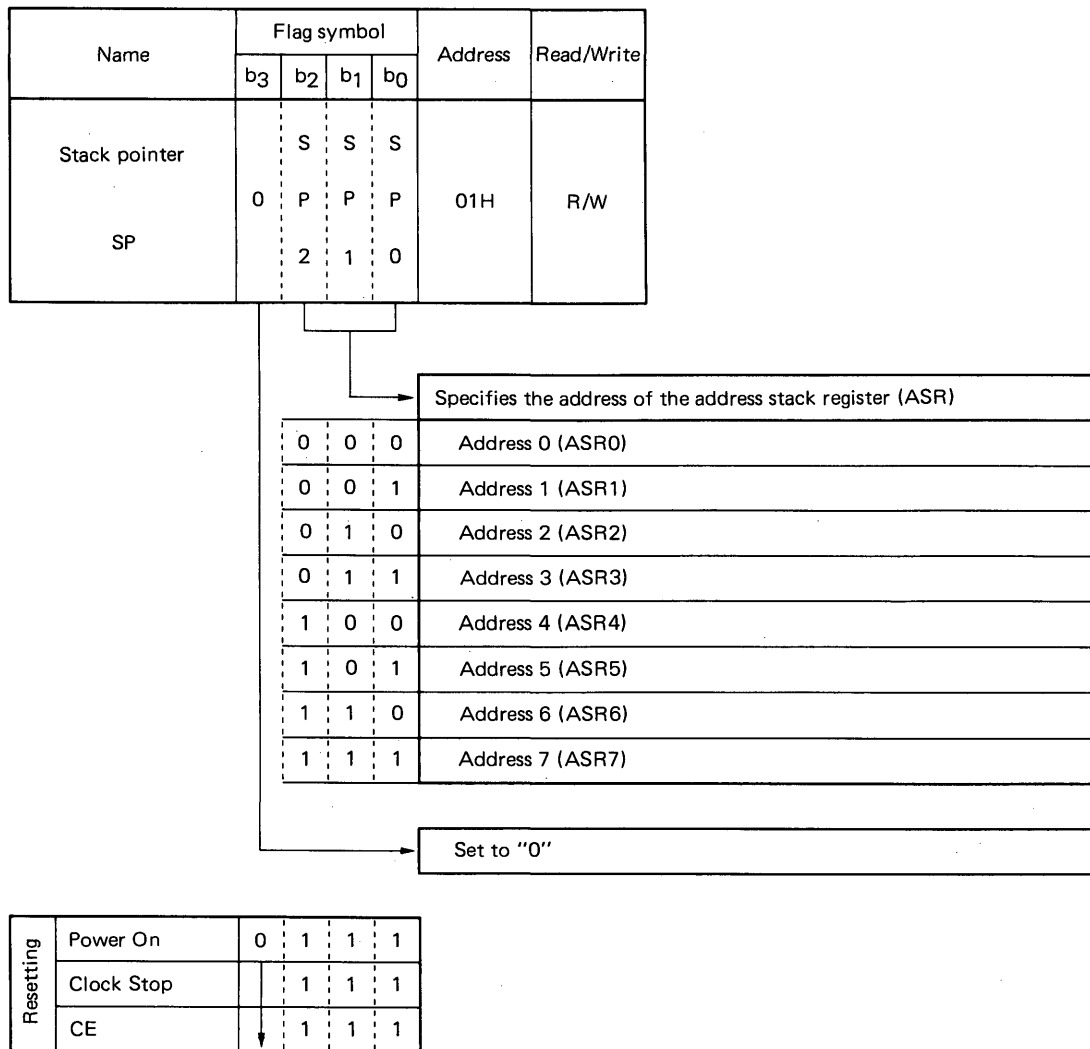 Name Flag symbol Address Read/Write
b3 b2 b1 b0
Stack pointer SP 0 SP2 SP1 SP0 01H R/W
Specifies the address of the address stack register (ASR)
0 0 0 Address 0 (ASR0)
0 0 1 Address 1 (ASR1)
0 1 0 Address 2 (ASR2)
0 1 1 Address 3 (ASR3)
1 0 0 Address 4 (ASR4)
1 0 1 Address 5 (ASR5)
1 1 0 Address 6 (ASR6)
1 1 1 Address 7 (ASR7)
Set to "0"
Resetting
Power On 0 1 1 1
Clock Stop 1 1 1
CE 1 1 1